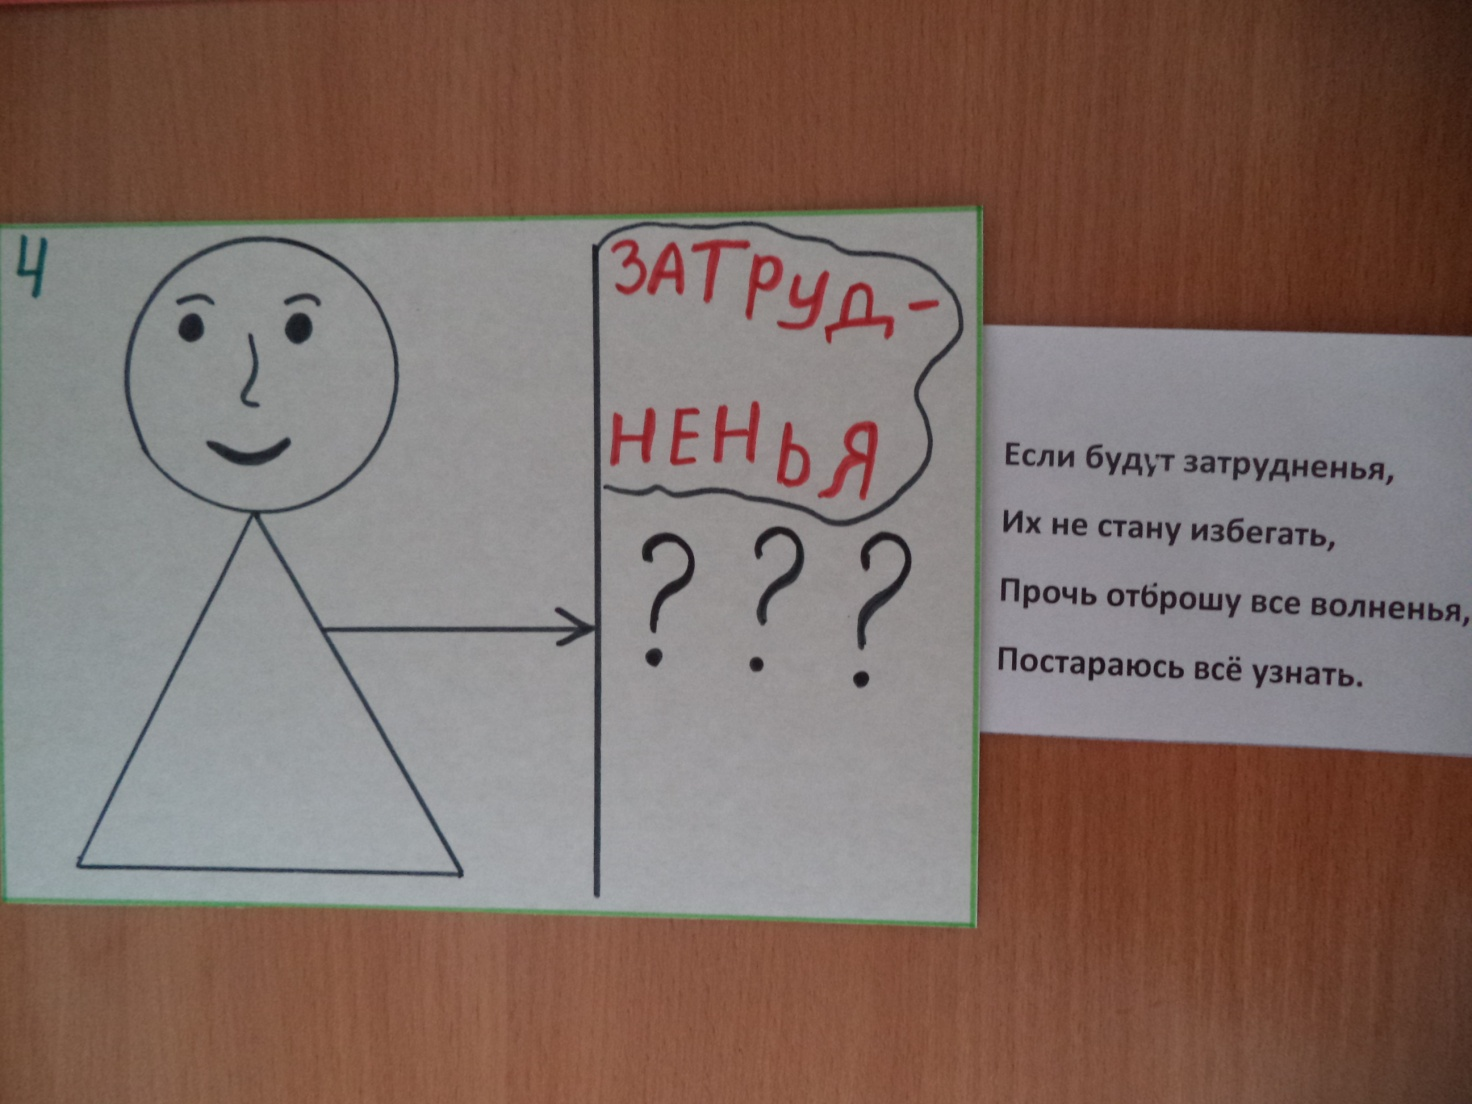 4
ЗАТРУД-
НЕНЬЯ
? ? ?
Если будут затрудненья,
Их не стану избегать,
Прочь отброшу все волненья,
Постараюсь всё узнать.